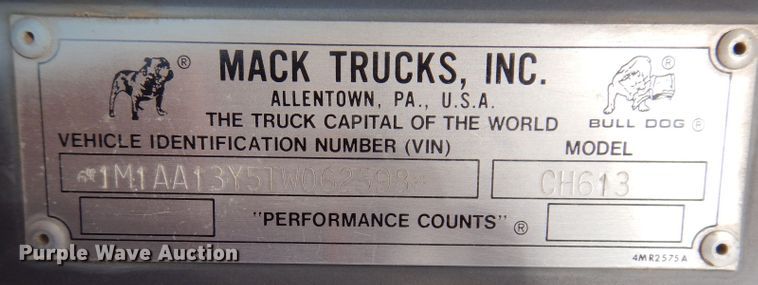 MACK TRUCKS, INC.
ALLENTOWN, PA., U.S.A.
THE TRUCK CAPITAL OF THE WORLD
BULL DOG ®
VEHICLE IDENTIFICATION NUMBER (VIN) MODEL
1M1AA13Y5TW062598 CH613
"PERFORMANCE COUNTS" ®
Purple Wave Auction
4MR2575A